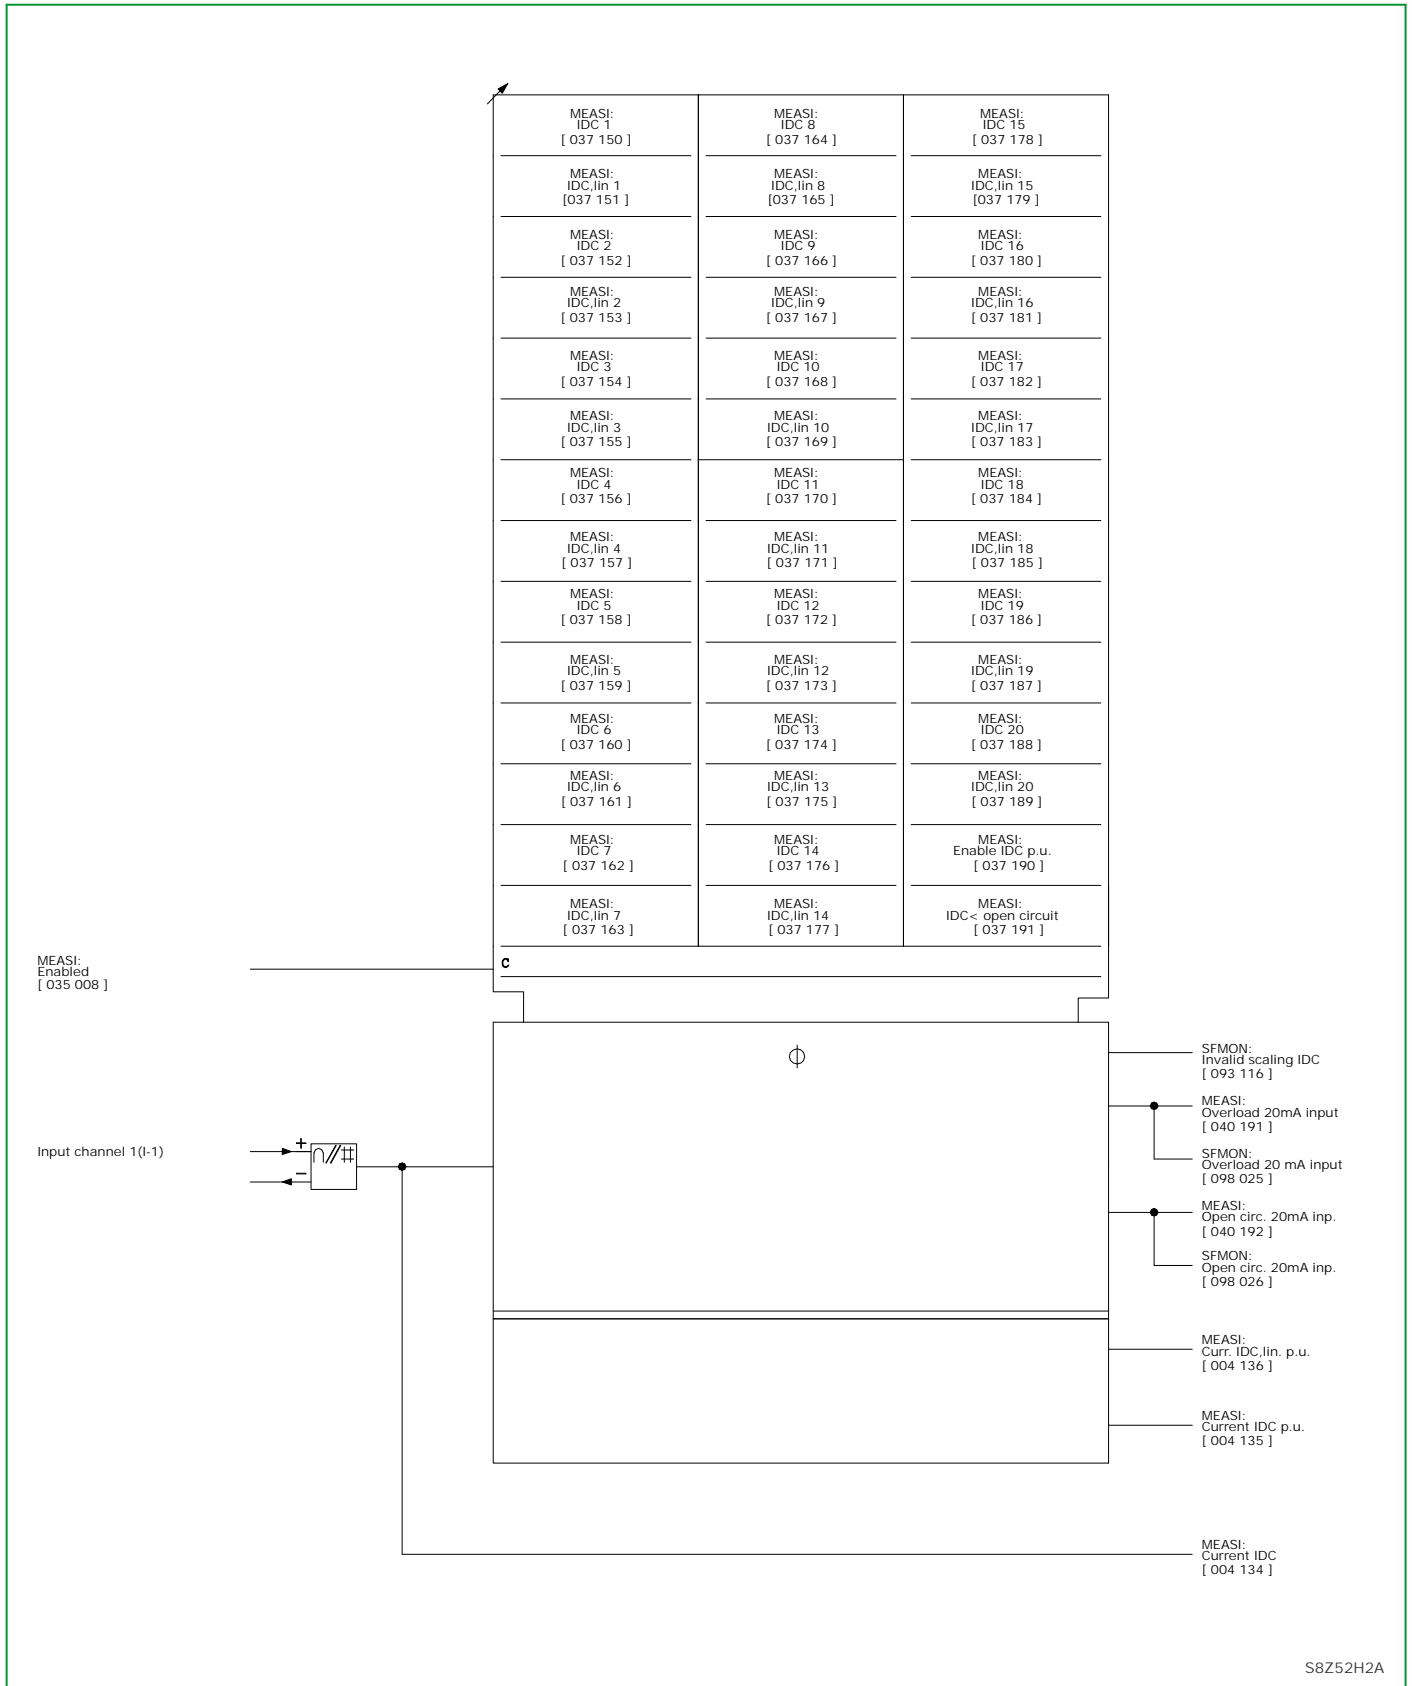 MEASI:
IDC 1
[ 037 150 ]
MEASI:
IDC,lin 1
[037 151 ]
MEASI:
IDC 2
[ 037 152 ]
MEASI:
IDC,lin 2
[ 037 153 ]
MEASI:
IDC 3
[ 037 154 ]
MEASI:
IDC,lin 3
[ 037 155 ]
MEASI:
IDC 4
[ 037 156 ]
MEASI:
IDC,lin 4
[ 037 157 ]
MEASI:
IDC 5
[ 037 158 ]
MEASI:
IDC,lin 5
[ 037 159 ]
MEASI:
IDC 6
[ 037 160 ]
MEASI:
IDC,lin 6
[ 037 161 ]
MEASI:
IDC 7
[ 037 162 ]
MEASI:
IDC,lin 7
[ 037 163 ]
MEASI:
IDC 8
[ 037 164 ]
MEASI:
IDC,lin 8
[037 165 ]
MEASI:
IDC 9
[ 037 166 ]
MEASI:
IDC,lin 9
[ 037 167 ]
MEASI:
IDC 10
[ 037 168 ]
MEASI:
IDC,lin 10
[ 037 169 ]
MEASI:
IDC 11
[ 037 170 ]
MEASI:
IDC,lin 11
[ 037 171 ]
MEASI:
IDC 12
[ 037 172 ]
MEASI:
IDC,lin 12
[ 037 173 ]
MEASI:
IDC 13
[ 037 174 ]
MEASI:
IDC,lin 13
[ 037 175 ]
MEASI:
IDC 14
[ 037 176 ]
MEASI:
IDC,lin 14
[ 037 177 ]
MEASI:
IDC 15
[ 037 178 ]
MEASI:
IDC,lin 15
[037 179 ]
MEASI:
IDC 16
[ 037 180 ]
MEASI:
IDC,lin 16
[ 037 181 ]
MEASI:
IDC 17
[ 037 182 ]
MEASI:
IDC,lin 17
[ 037 183 ]
MEASI:
IDC 18
[ 037 184 ]
MEASI:
IDC,lin 18
[ 037 185 ]
MEASI:
IDC 19
[ 037 186 ]
MEASI:
IDC,lin 19
[ 037 187 ]
MEASI:
IDC 20
[ 037 188 ]
MEASI:
IDC,lin 20
[ 037 189 ]
MEASI:
Enable IDC p.u.
[ 037 190 ]
MEASI:
IDC< open circuit
[ 037 191 ]
C
MEASI:
Enabled
[ 035 008 ]
Input channel 1(I-1)
+
−
∩//#
SFMON:
Invalid scaling IDC
[ 093 116 ]
MEASI:
Overload 20mA input
[ 040 191 ]
SFMON:
Overload 20 mA input
[ 098 025 ]
MEASI:
Open circ. 20mA inp.
[ 040 192 ]
SFMON:
Open circ. 20mA inp.
[ 098 026 ]
MEASI:
Curr. IDC,lin. p.u.
[ 004 136 ]
MEASI:
Current IDC p.u.
[ 004 135 ]
MEASI:
Current IDC
[ 004 134 ]
S8Z52H2A